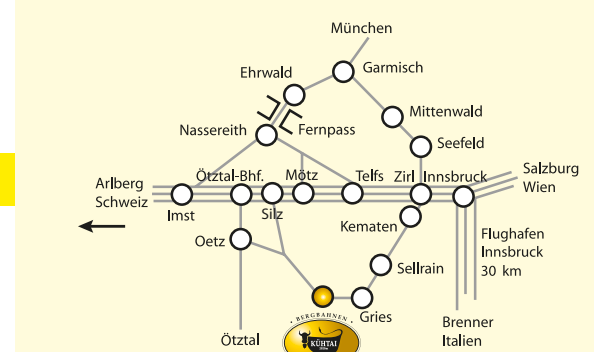 München
Ehrwald
Garmisch
Mittenwald
Nassereith
Fernpass
Seefeld
Arlberg
Schweiz
Ötztal-Bhf.
Mötz
Telfs
Zirl
Innsbruck
Salzburg
Wien
Imst
Silz
Kematen
Oetz
Flughafen
Innsbruck
30 km
Sellrain
Gries
BERGBAHNEN
KÜHTAI
Ötztal
Brenner
Italien